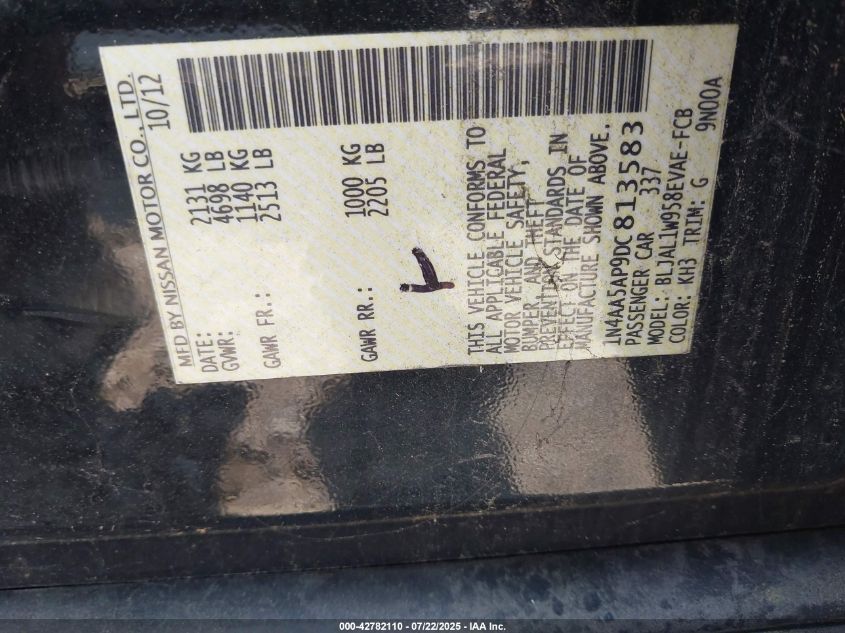 MFD BY NISSAN MOTOR CO., LTD.
DATE: 10/12
GVWR: 2131 KG
4698 LB
GAWR FR.: 1140 KG
2513 LB
GAWR RR.: 1000 KG
2205 LB
THIS VEHICLE CONFORMS TO
ALL APPLICABLE FEDERAL
MOTOR VEHICLE SAFETY,
BUMPER, AND THEFT
PREVENTION STANDARDS IN
EFFECT ON THE DATE OF
MANUFACTURE SHOWN ABOVE.
1N4AA5AP9DC813583
PASSENGER CAR 337
MODEL: BLJAL1W958EVAE-FCB
COLOR: KH3 TRIM: G 9N00A
000-42782110 - 07/22/2025 - IAA Inc.